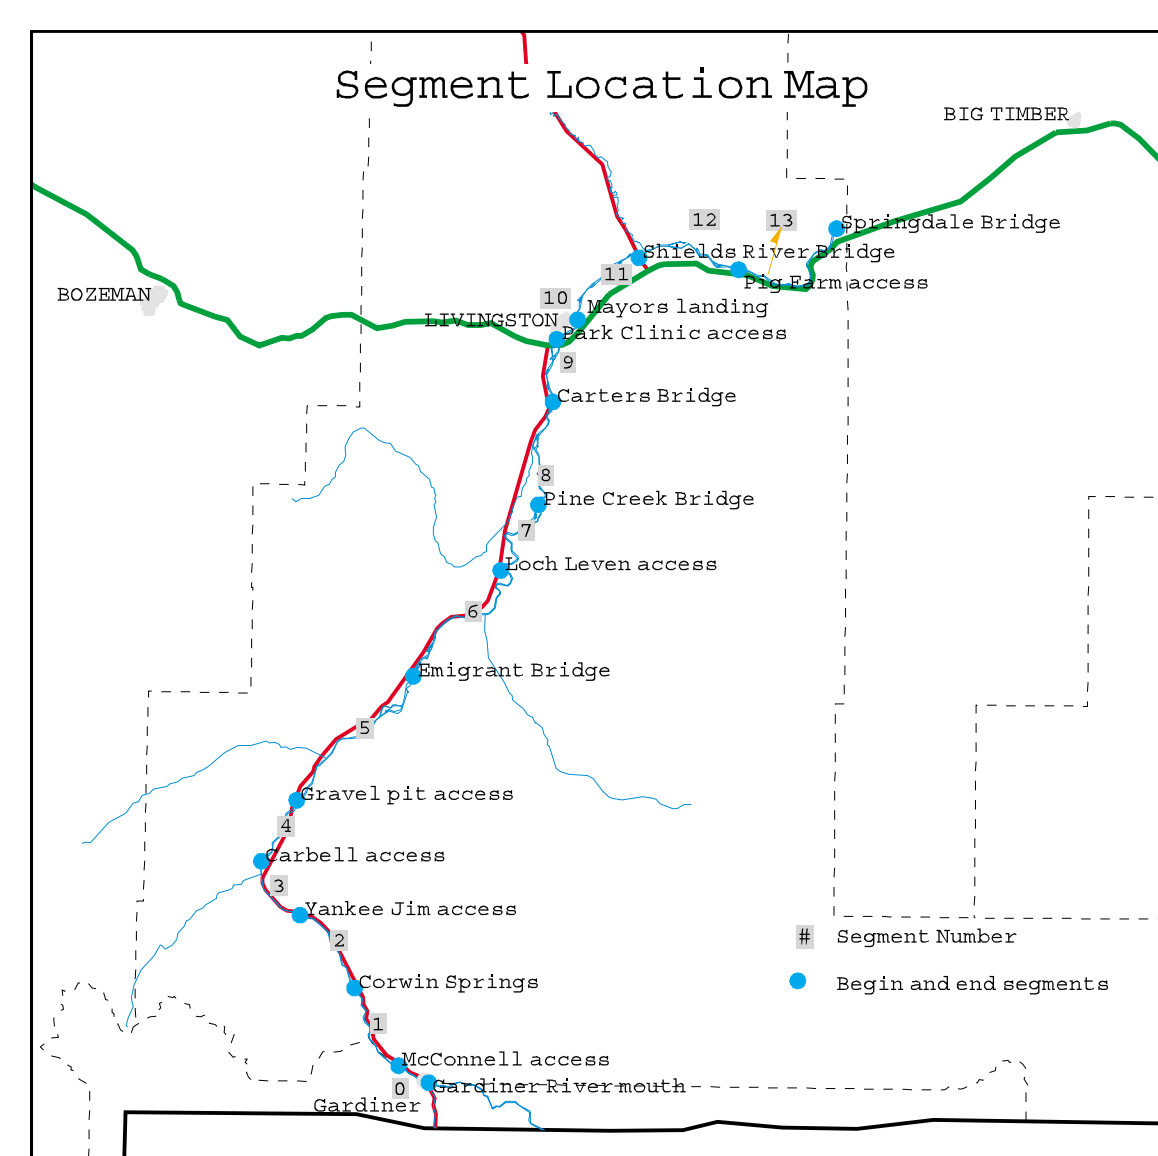 Segment Location Map
BIG TIMBER
12
13
Springdale Bridge
Shields River Bridge
11
Pig Farm access
BOZEMAN
10
Mayors landing
LIVINGSTON
Park Clinic access
9
Carters Bridge
8
Pine Creek Bridge
7
Loch Leven access
6
Emigrant Bridge
5
Gravel pit access
4
Carbell access
3
Yankee Jim access
2
# Segment Number
Corwin Springs
Begin and end segments
1
McConnell access
0
Gardiner River mouth
Gardiner